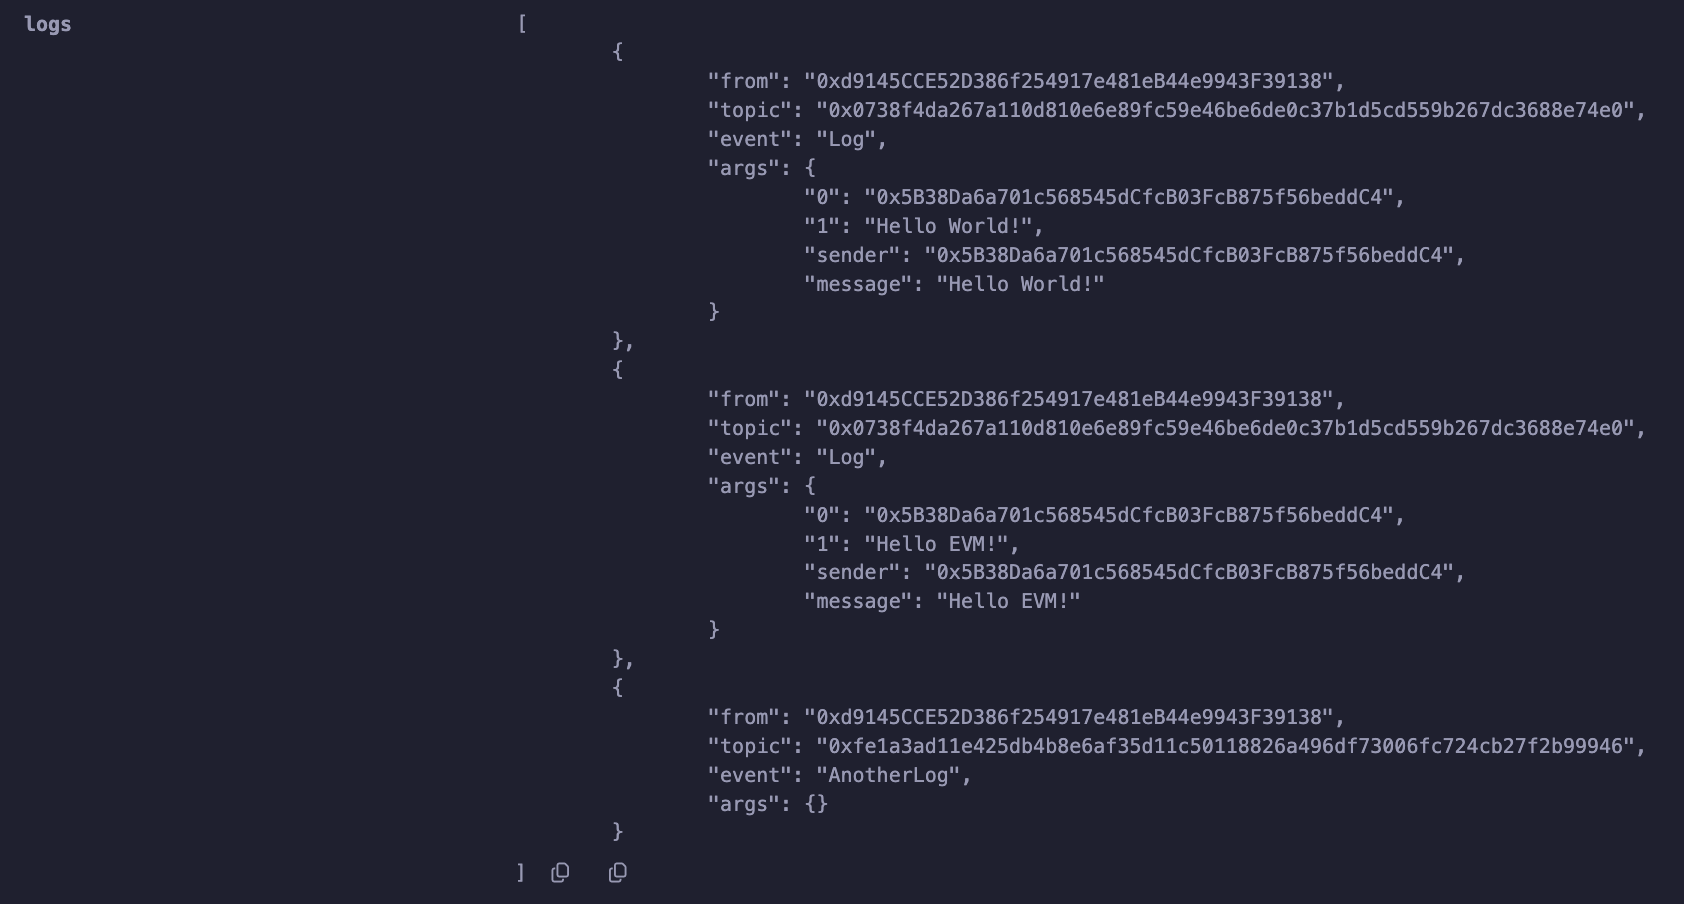 logs [
{
"from": "0xd9145CCE52D386f254917e481eB44e9943F39138",
"topic": "0x0738f4da267a110d810e6e89fc59e46be6de0c37b1d5cd559b267dc3688e74e0",
"event": "Log",
"args": {
"0": "0x5B38Da6a701c568545dCfcB03FcB875f56beddC4",
"1": "Hello World!",
"sender": "0x5B38Da6a701c568545dCfcB03FcB875f56beddC4",
"message": "Hello World!"
}
},
{
"from": "0xd9145CCE52D386f254917e481eB44e9943F39138",
"topic": "0x0738f4da267a110d810e6e89fc59e46be6de0c37b1d5cd559b267dc3688e74e0",
"event": "Log",
"args": {
"0": "0x5B38Da6a701c568545dCfcB03FcB875f56beddC4",
"1": "Hello EVM!",
"sender": "0x5B38Da6a701c568545dCfcB03FcB875f56beddC4",
"message": "Hello EVM!"
}
},
{
"from": "0xd9145CCE52D386f254917e481eB44e9943F39138",
"topic": "0xfe1a3ad11e425db4b8e6af35d11c50118826a496df73006fc724cb27f2b99946",
"event": "AnotherLog",
"args": {}
}
]